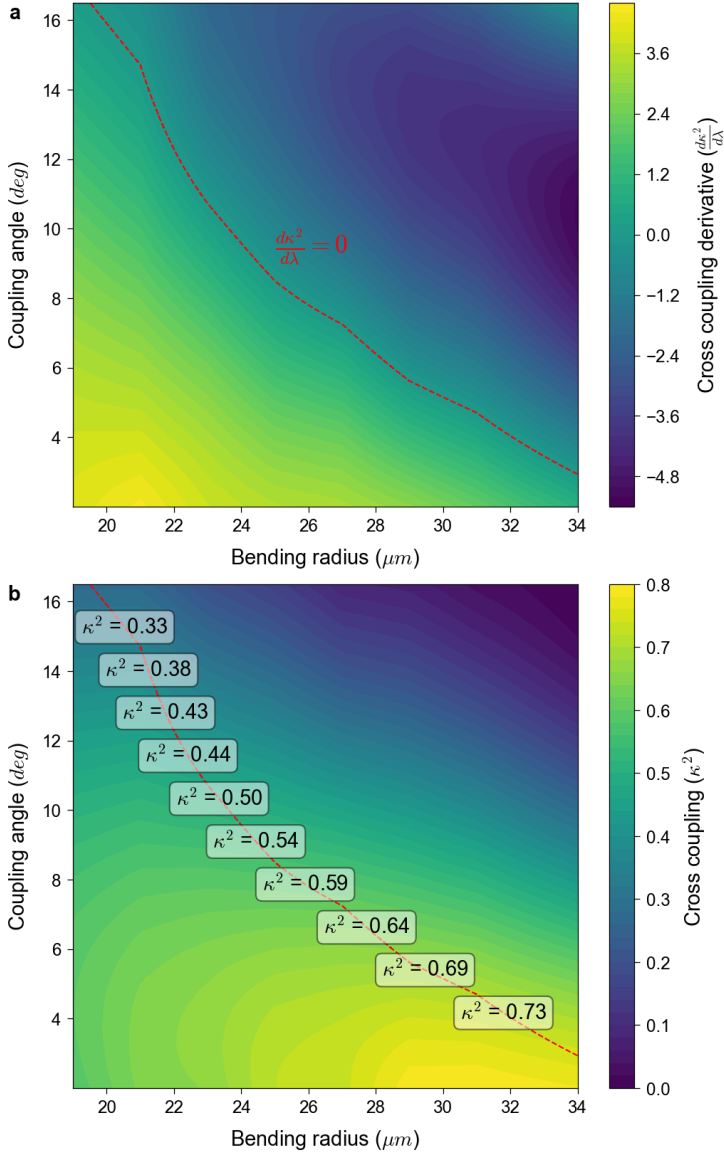 a
16
14
12
10
8
6
4
Coupling angle (deg)
dκ²/dλ = 0
20 22 24 26 28 30 32 34
Bending radius (μm)
3.6
2.4
1.2
0.0
−1.2
−2.4
−3.6
−4.8
Cross coupling derivative (dκ²/dλ)
b
16
14
12
10
8
6
4
Coupling angle (deg)
κ² = 0.33
κ² = 0.38
κ² = 0.43
κ² = 0.44
κ² = 0.50
κ² = 0.54
κ² = 0.59
κ² = 0.64
κ² = 0.69
κ² = 0.73
20 22 24 26 28 30 32 34
Bending radius (μm)
0.8
0.7
0.6
0.5
0.4
0.3
0.2
0.1
0.0
Cross coupling (κ²)